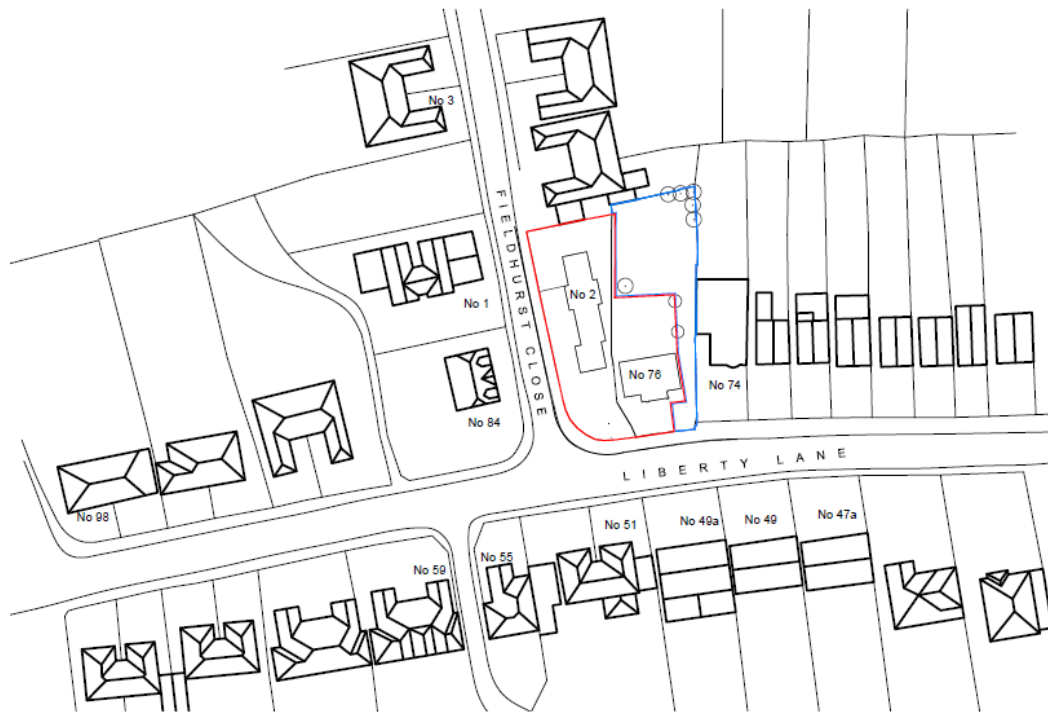 No 3
FIELDHURST CLOSE
No 2
No 1
No 76
No 74
No 84
LIBERTY LANE
No 98
No 51
No 49a
No 49
No 47a
No 55
No 59